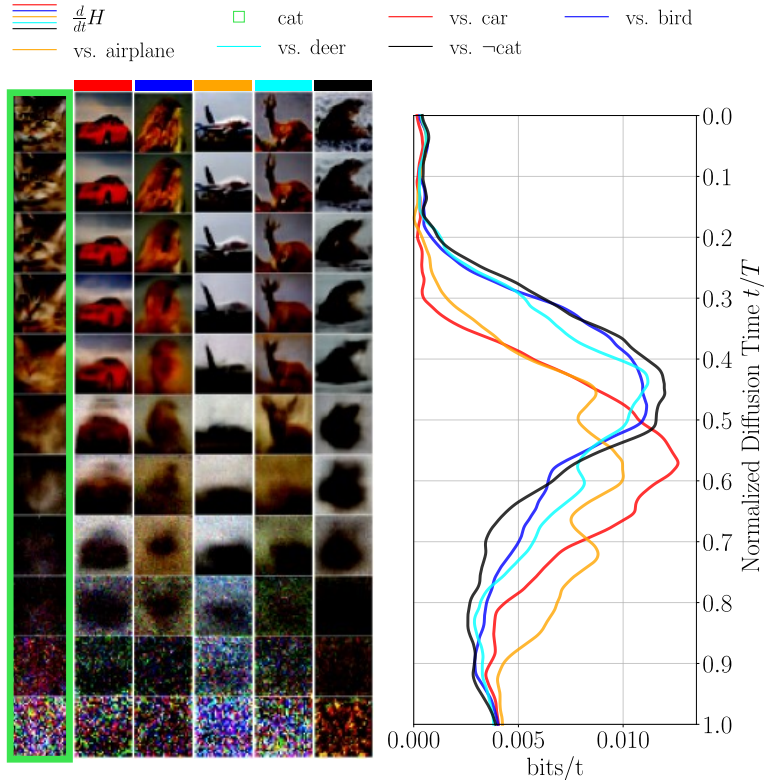 d/dt H cat vs. car vs. bird
vs. airplane vs. deer vs. ¬cat
0.0
0.1
0.2
0.3
0.4
0.5
0.6
0.7
0.8
0.9
1.0
Normalized Diffusion Time t/T
0.000 0.005 0.010
bits/t